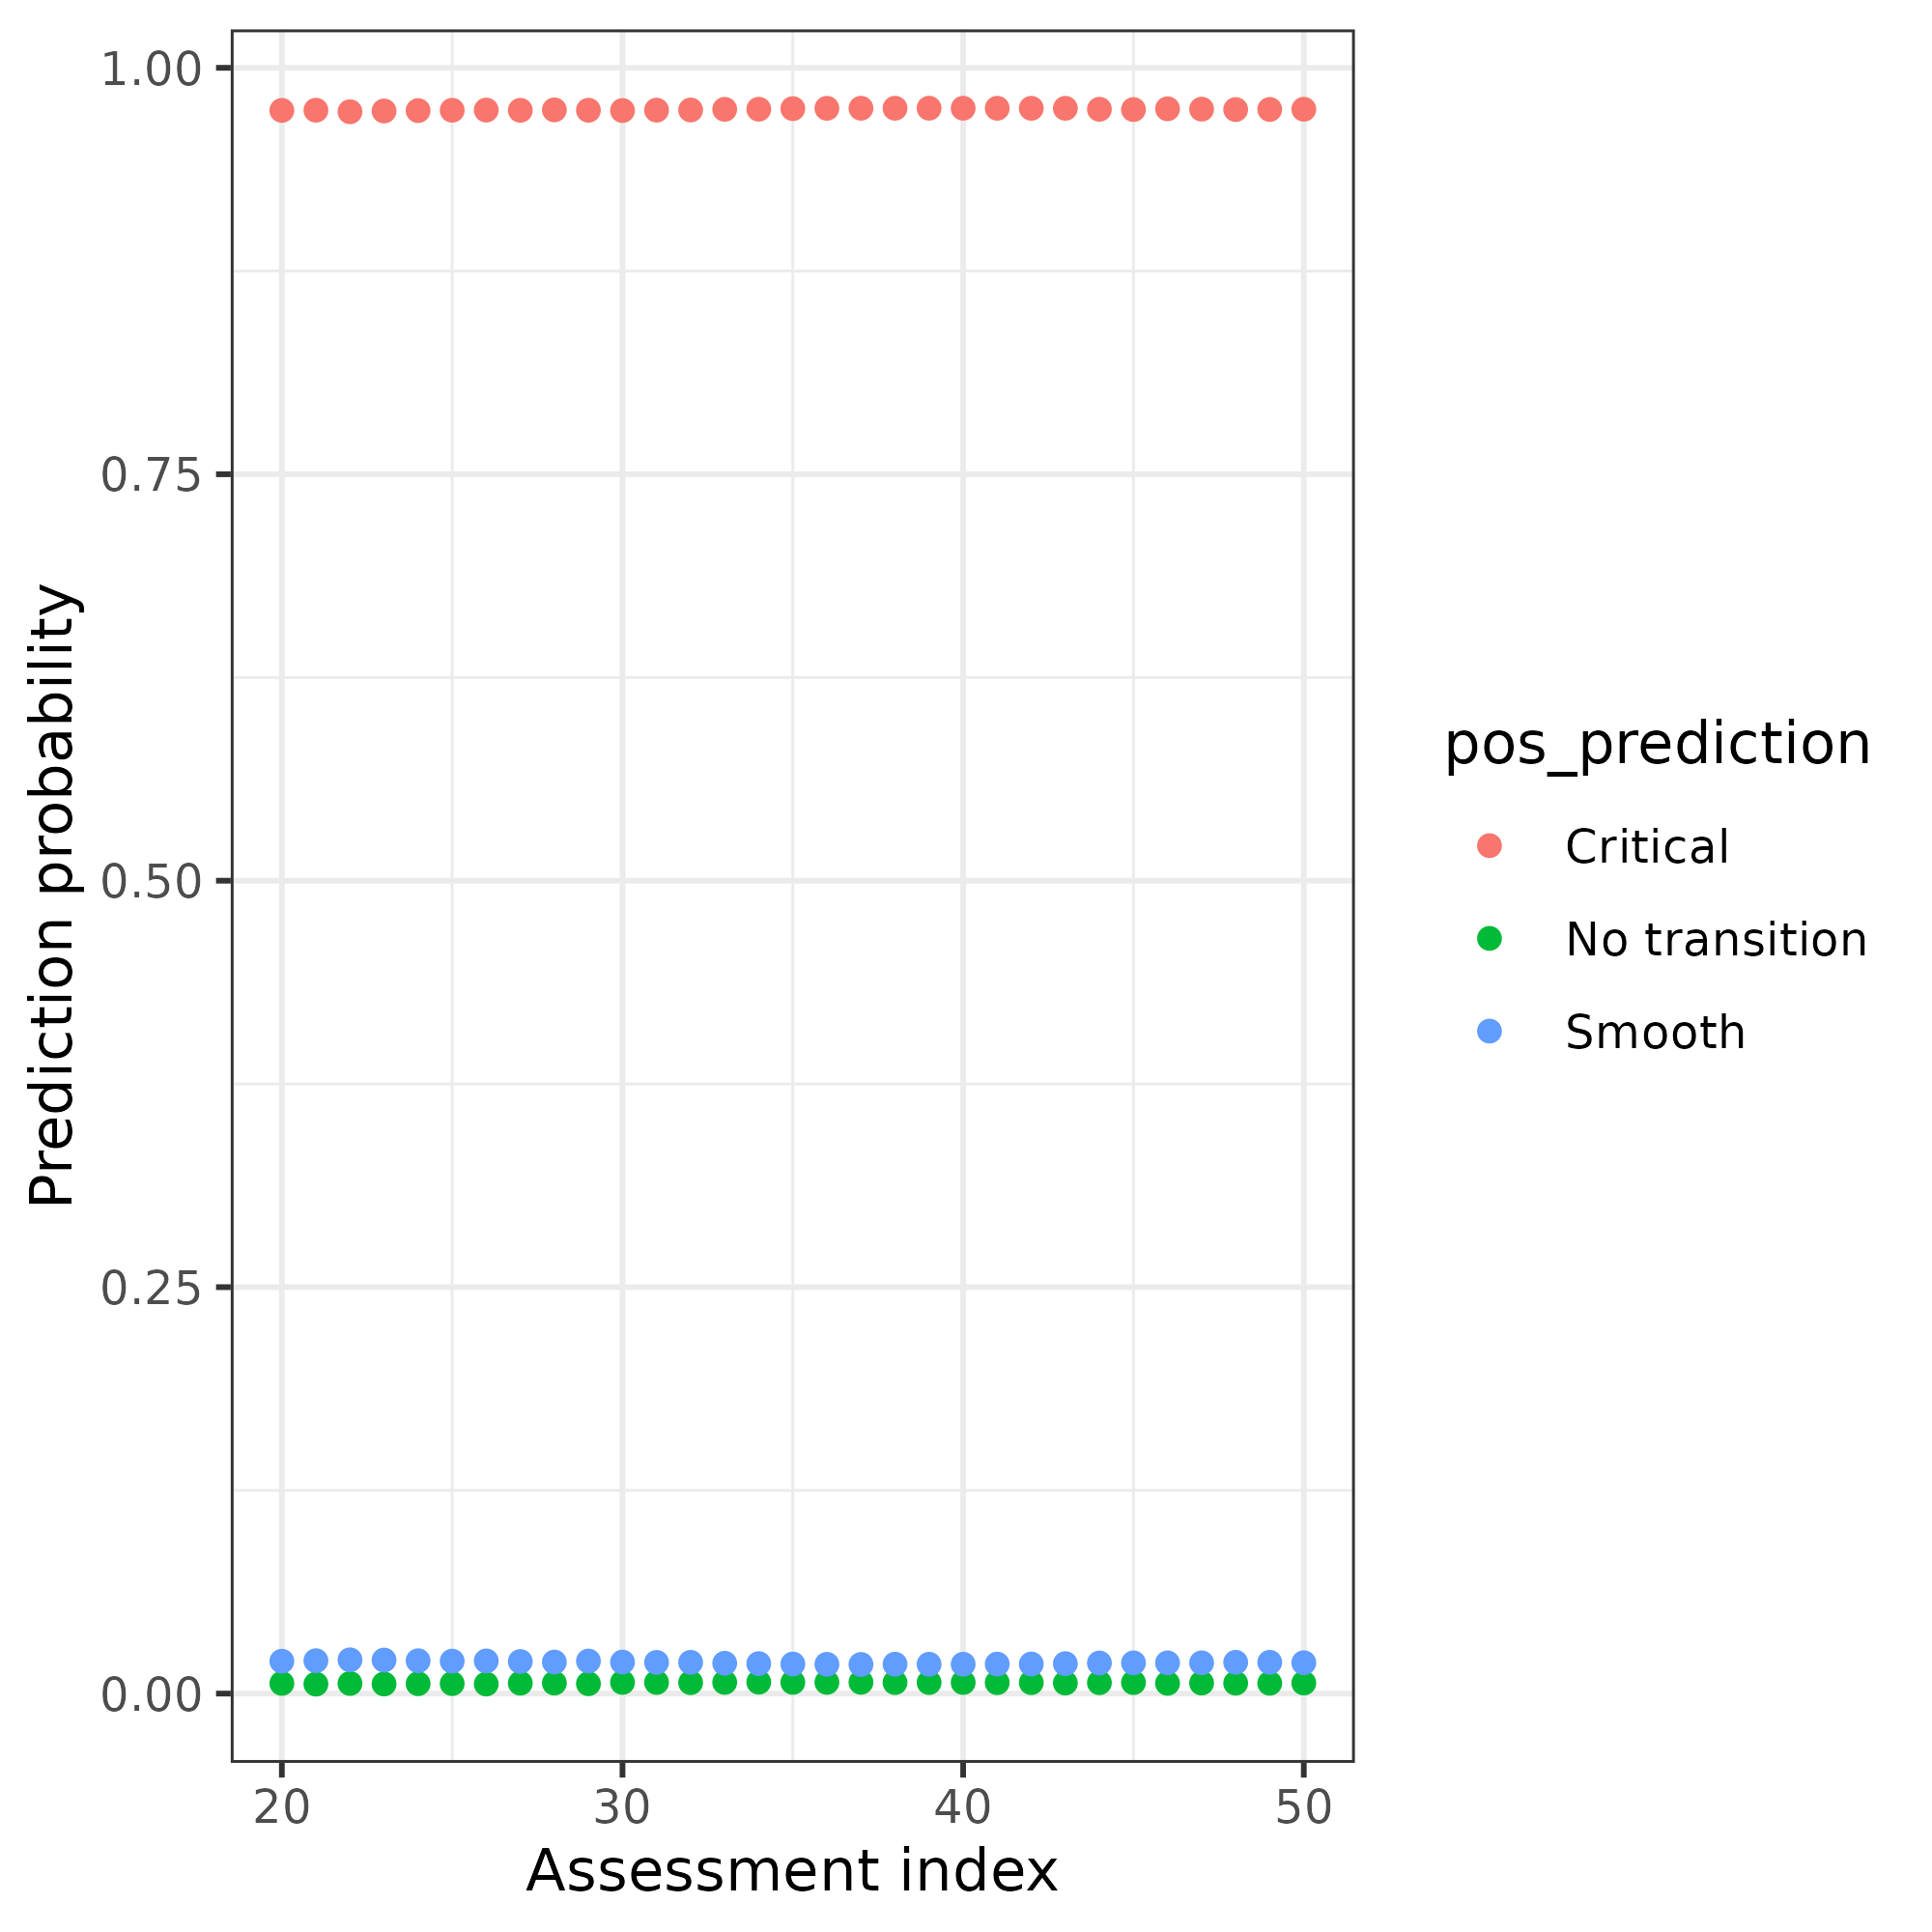 1.00
0.75
0.50
0.25
0.00
Prediction probability
20
30
40
50
Assessment index
pos_prediction
Critical
No transition
Smooth